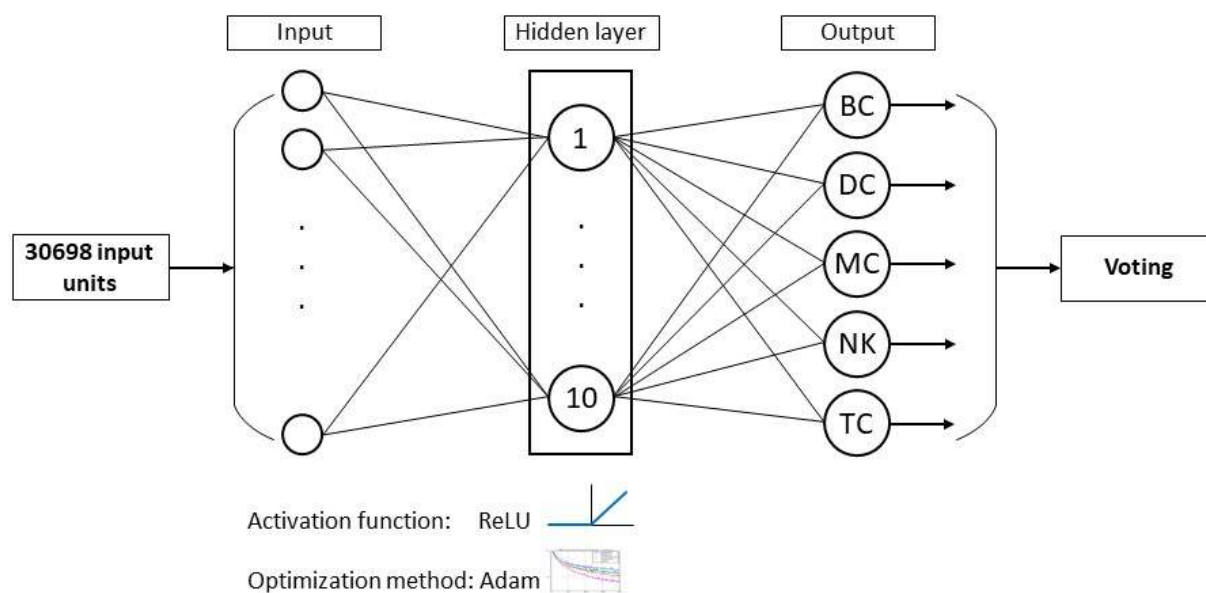 Input
Hidden layer
Output
30698 input
units
1
10
BC
DC
MC
NK
TC
Voting
Activation function: ReLU
Optimization method: Adam